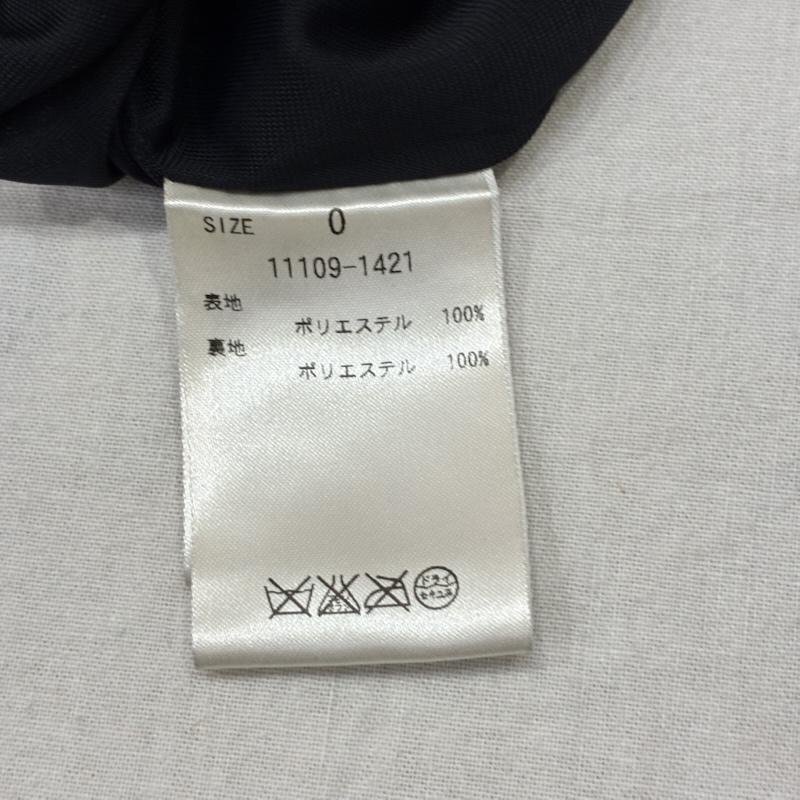 SIZE 0
11109-1421
表地
ポリエステル 100%
裏地
ポリエステル 100%
ドライ
セキユ系